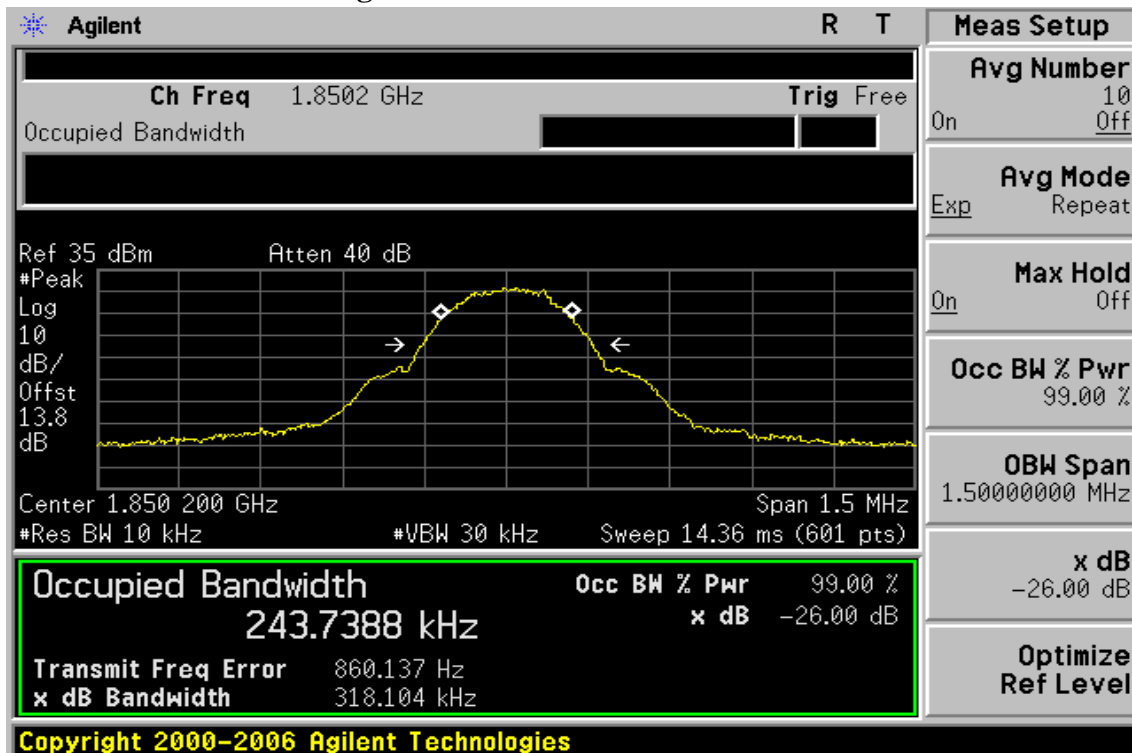 Agilent R T
Ch Freq 1.8502 GHz Trig Free
Occupied Bandwidth
Ref 35 dBm Atten 40 dB
#Peak
Log
10
dB/
Offst
13.8
dB
Center 1.850 200 GHz Span 1.5 MHz
#Res BW 10 kHz #VBW 30 kHz Sweep 14.36 ms (601 pts)
Occupied Bandwidth
243.7388 kHz
Occ BW % Pwr 99.00 %
x dB -26.00 dB
Transmit Freq Error 860.137 Hz
x dB Bandwidth 318.104 kHz
Meas Setup
Avg Number
10
On Off
Avg Mode
Exp Repeat
Max Hold
On Off
Occ BW % Pwr
99.00 %
OBW Span
1.50000000 MHz
x dB
-26.00 dB
Optimize
Ref Level
Copyright 2000-2006 Agilent Technologies